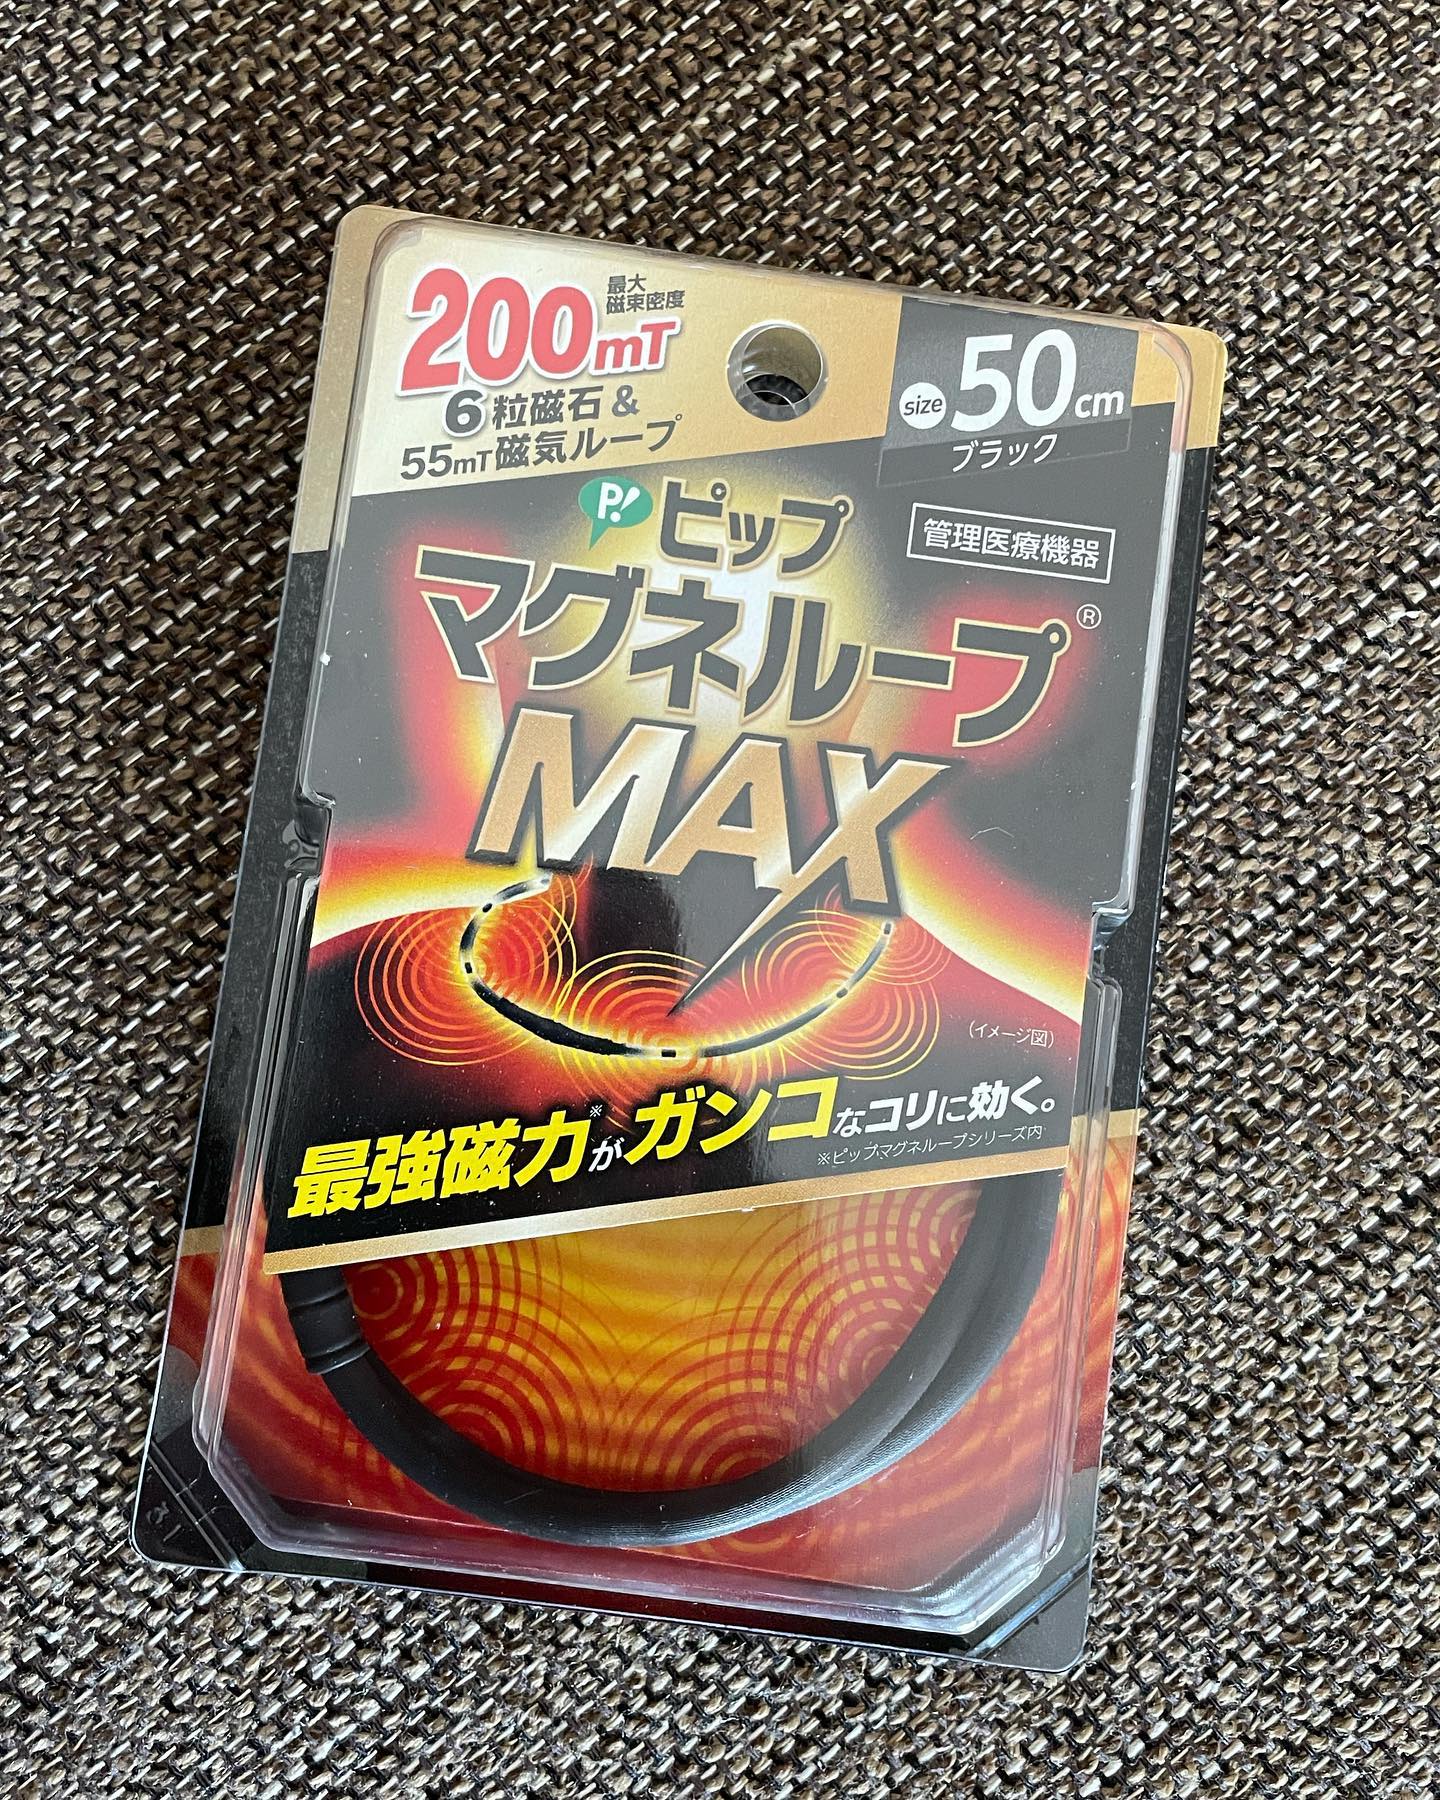 200mT
最大
磁束密度
6粒磁石&
55mT磁気ループ
size 50cm
ブラック
P!
ピップ
管理医療機器
マグネループ®
MAX
(イメージ図)
最強磁力※がガンコなコリに効く。
※ピップマグネループシリーズ内